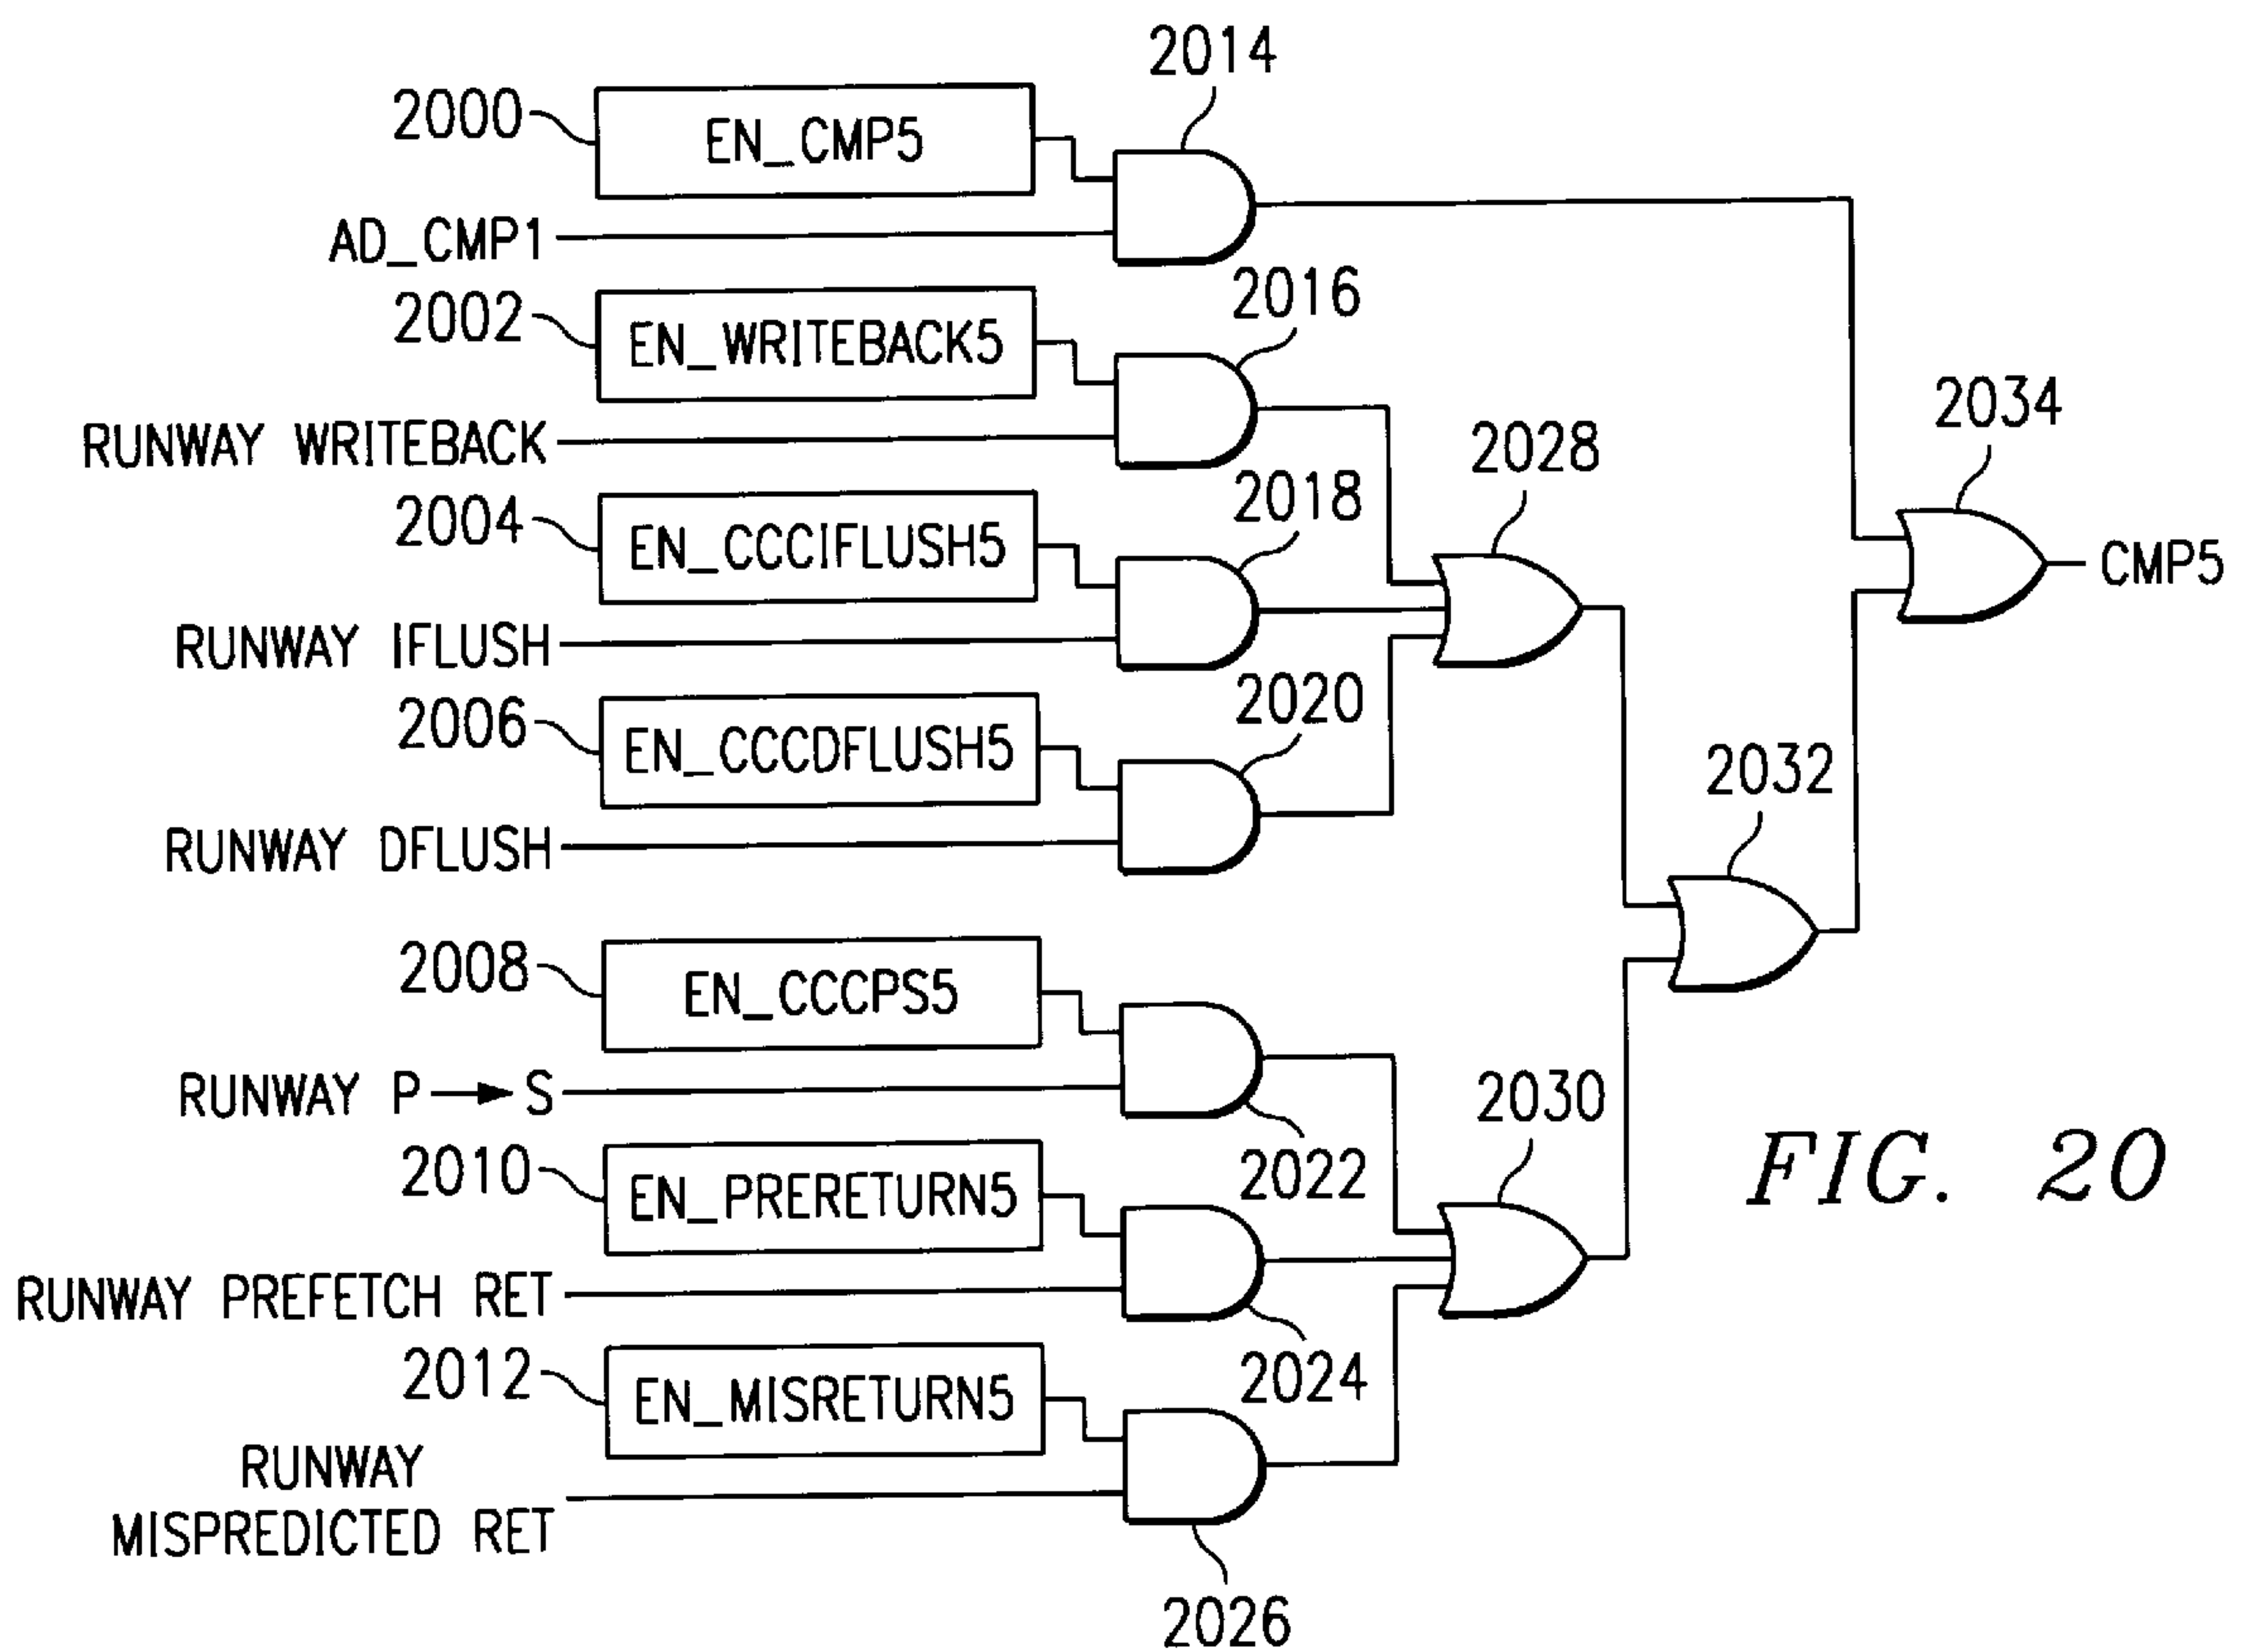 2014
2000
EN_CMP5
AD_CMP1
2016
2002
EN_WRITEBACK5
RUNWAY WRITEBACK
2034
2028
2018
2004
EN_CCCIFLUSH5
CMP5
RUNWAY IFLUSH
2020
2006
EN_CCCDFLUSH5
2032
RUNWAY DFLUSH
2008
EN_CCCPS5
RUNWAY P → S
2030
2022
2010
EN_PRERETURN5
FIG. 20
RUNWAY PREFETCH RET
2024
2012
EN_MISRETURN5
RUNWAY
MISPREDICTED RET
2026